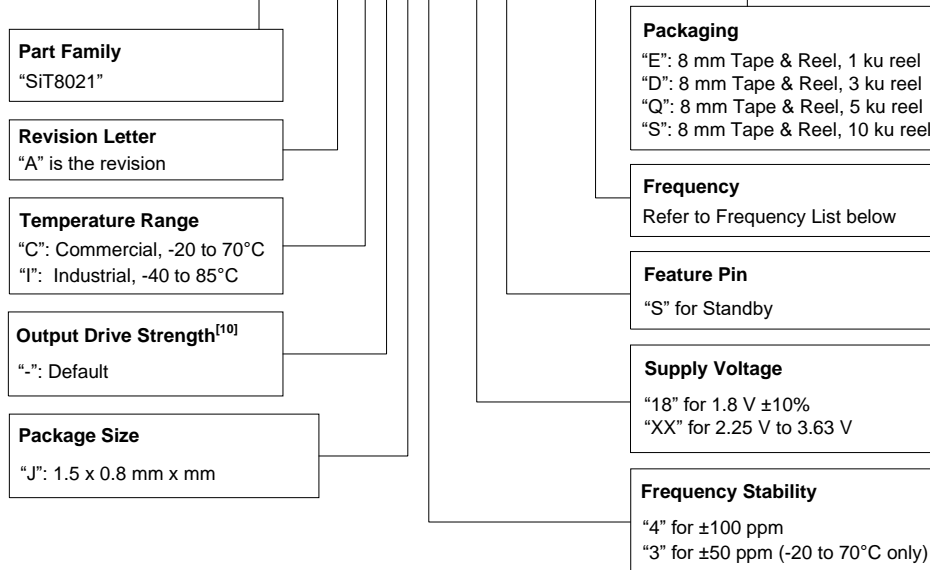 Part Family
“SiT8021”
Revision Letter
“A” is the revision
Temperature Range
“C”: Commercial, -20 to 70°C
“I”: Industrial, -40 to 85°C
Output Drive Strength[10]
“-”: Default
Package Size
“J”: 1.5 x 0.8 mm x mm
Packaging
“E”: 8 mm Tape & Reel, 1 ku reel
“D”: 8 mm Tape & Reel, 3 ku reel
“Q”: 8 mm Tape & Reel, 5 ku reel
“S”: 8 mm Tape & Reel, 10 ku reel
Frequency
Refer to Frequency List below
Feature Pin
“S” for Standby
Supply Voltage
“18” for 1.8 V ±10%
“XX” for 2.25 V to 3.63 V
Frequency Stability
“4” for ±100 ppm
“3” for ±50 ppm (-20 to 70°C only)